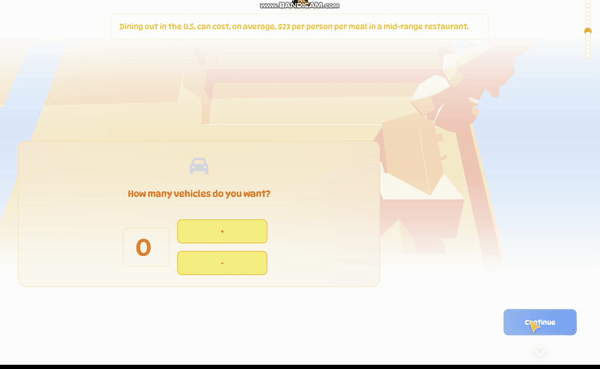 www.BANDICAM.com
Dining out in the U.S. can cost, on average, $23 per person per meal in a mid-range restaurant.
How many vehicles do you want?
0
+
-
Continue